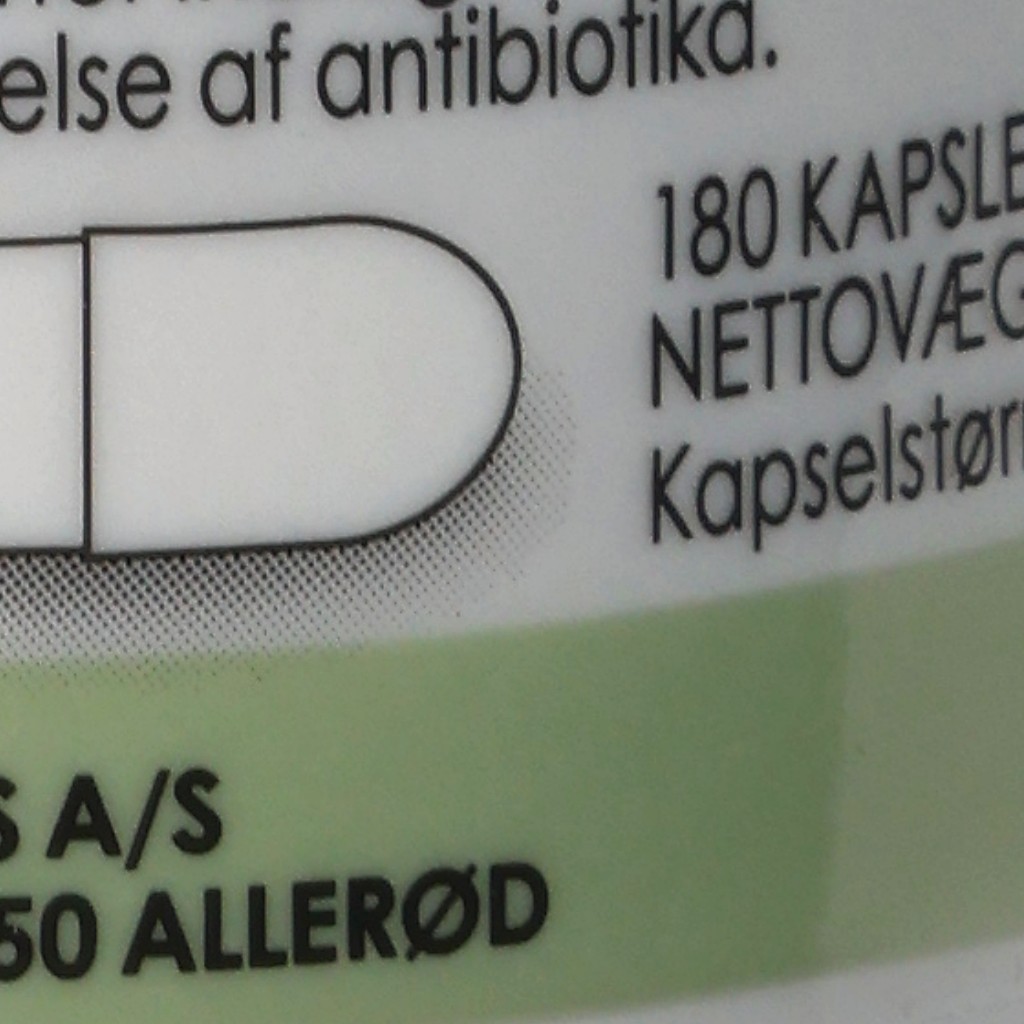 else af antibiotika.
180 KAPSLE
NETTOVÆG
Kapselstør
S A/S
50 ALLERØD